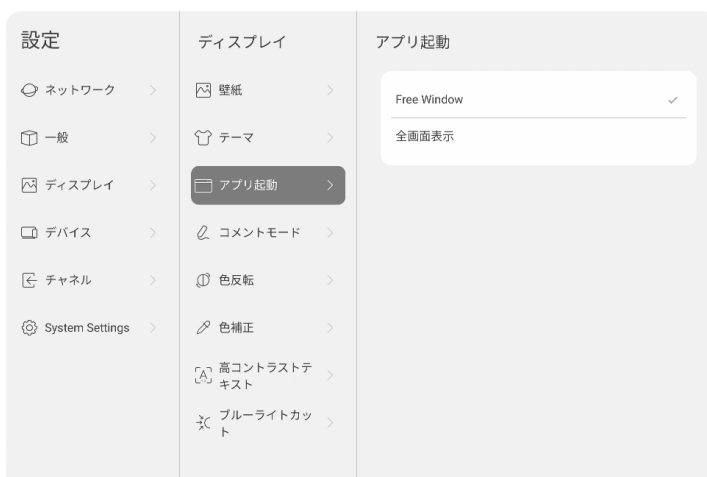 設定
ネットワーク
一般
ディスプレイ
デバイス
チャネル
System Settings
ディスプレイ
壁紙
テーマ
アプリ起動
コメントモード
色反転
色補正
高コントラストテ
キスト
ブルーライトカッ
ト
アプリ起動
Free Window
全画面表示